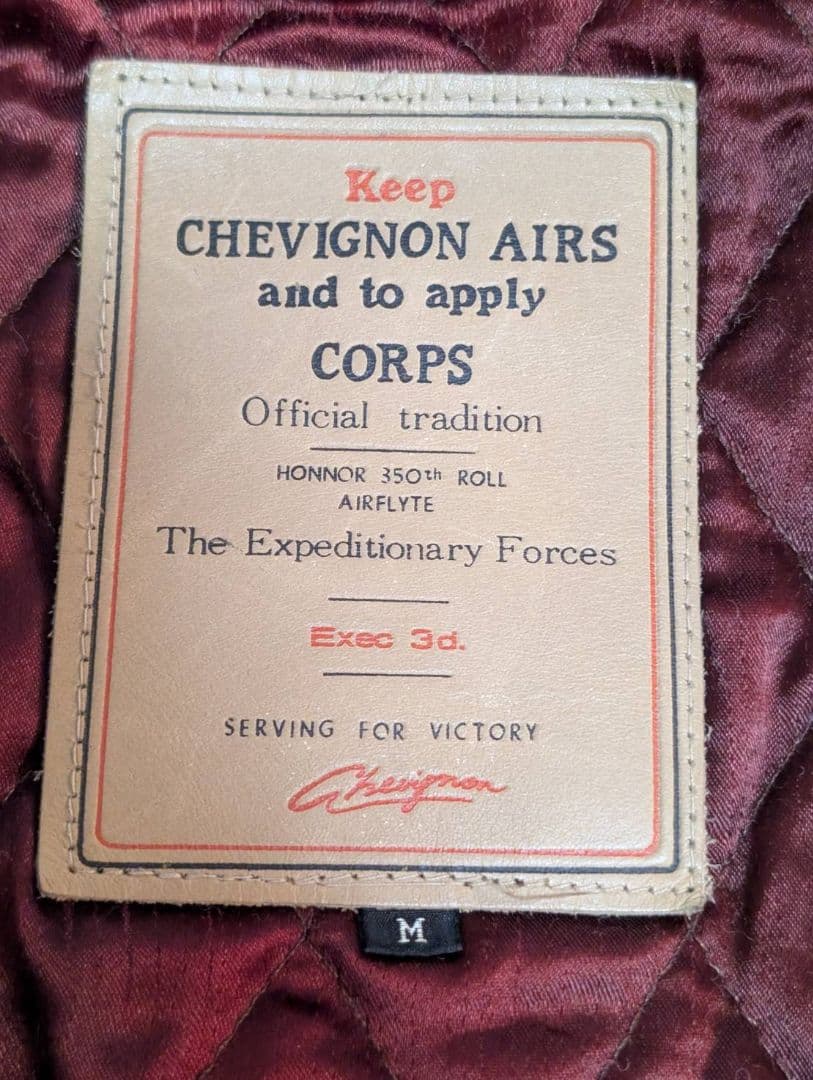 Keep
CHEVIGNON AIRS
and to apply
CORPS
Official tradition
HONNOR 350th ROLL
AIRFLYTE
The Expeditionary Forces
Exec 3d.
SERVING FOR VICTORY
Chevignon
M